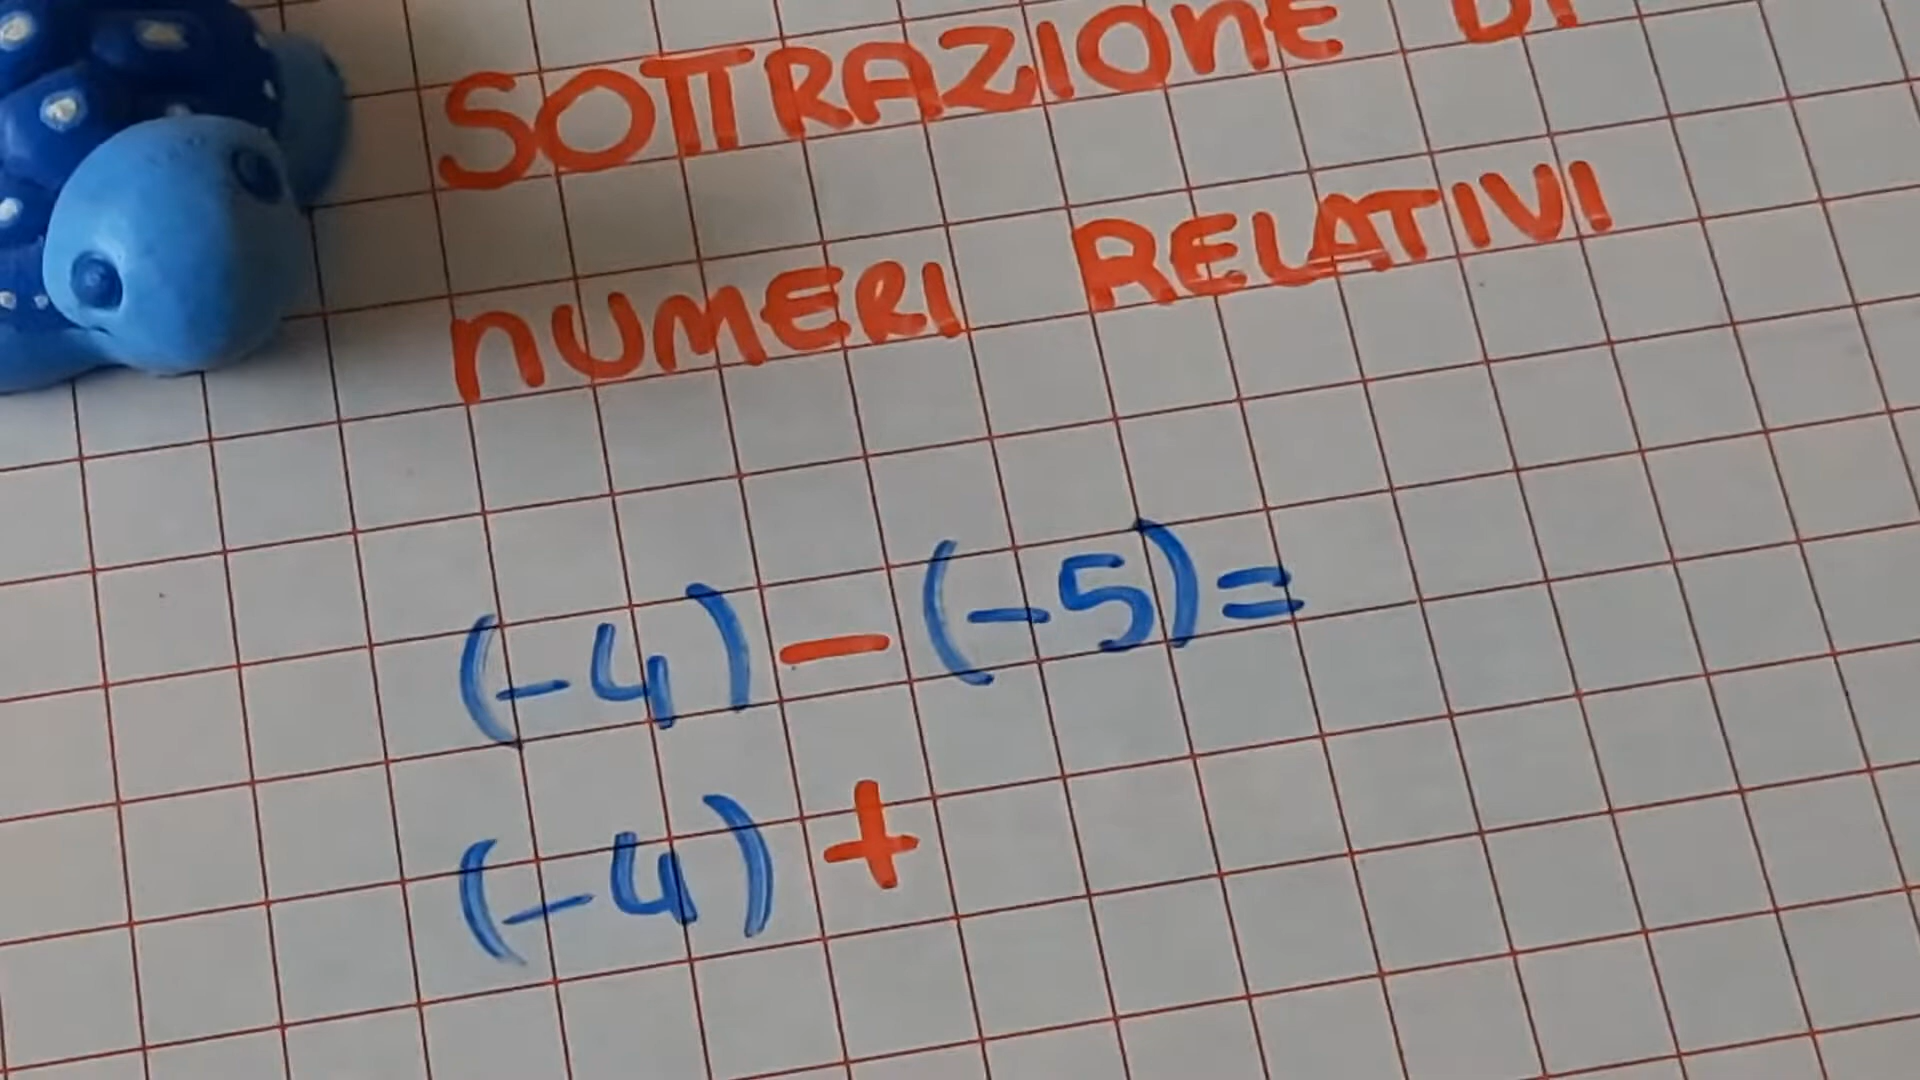 SOTTRAZIONE DI
NUMERI RELATIVI
(-4) - (-5) =
(-4) +